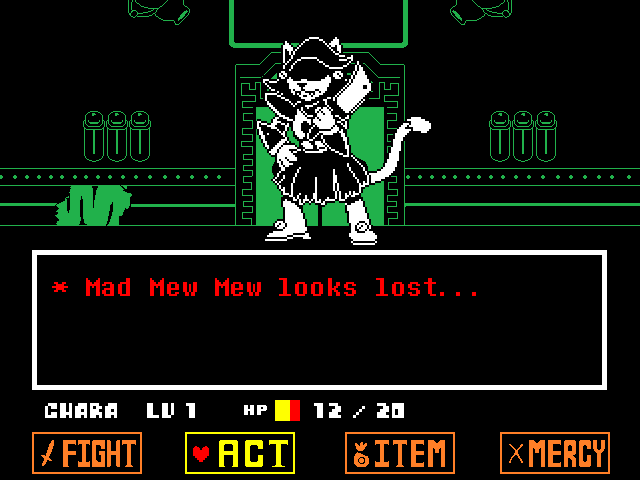 * Mad Mew Mew looks lost...
CHARA LV 1 HP 12 / 20
FIGHT ACT ITEM MERCY